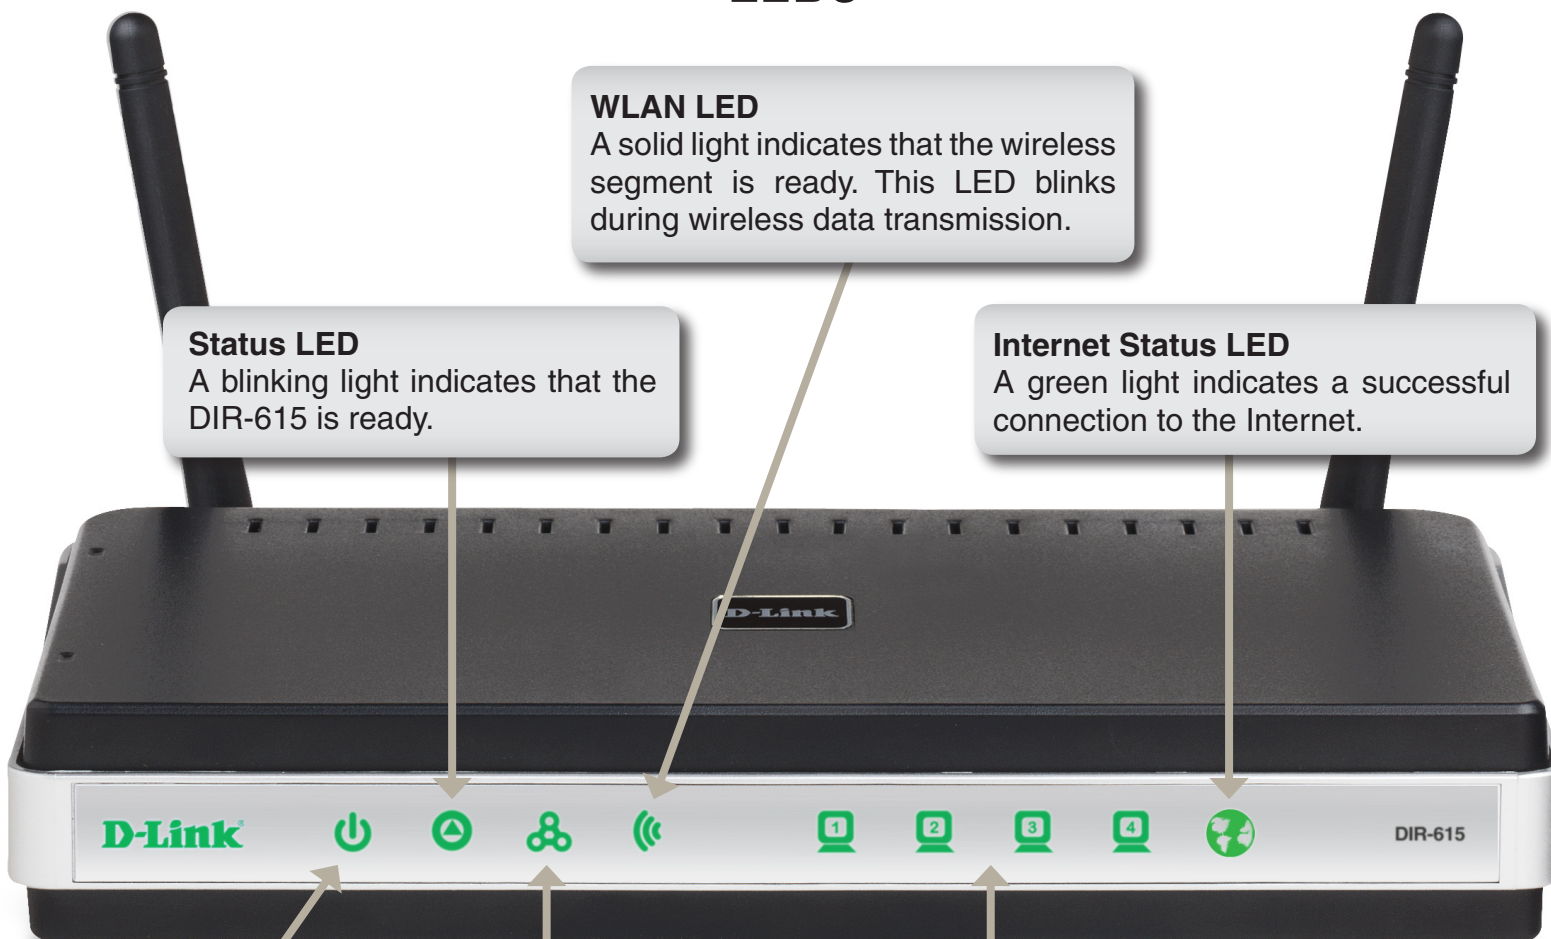 WLAN LED
A solid light indicates that the wireless
segment is ready. This LED blinks
during wireless data transmission.
Status LED
A blinking light indicates that the
DIR-615 is ready.
Internet Status LED
A green light indicates a successful
connection to the Internet.
D-Link
D-Link
1 2 3 4
DIR-615